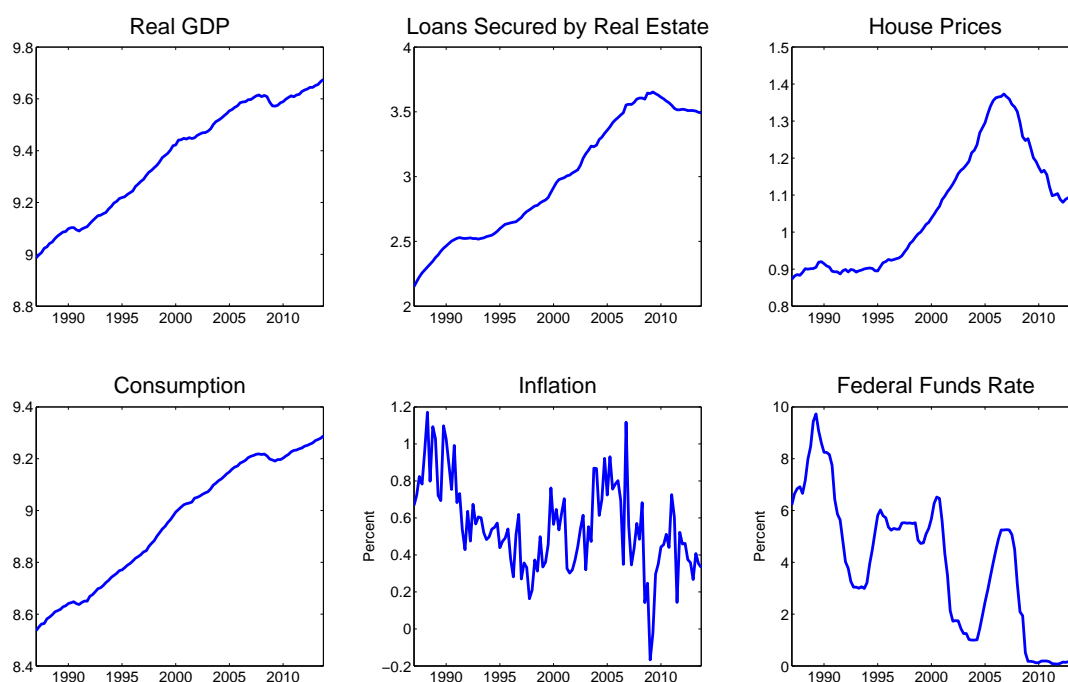 Real GDP
9.8
9.6
9.4
9.2
9
8.8
1990 1995 2000 2005 2010
Loans Secured by Real Estate
4
3.5
3
2.5
2
1990 1995 2000 2005 2010
House Prices
1.5
1.4
1.3
1.2
1.1
1
0.9
0.8
1990 1995 2000 2005 2010
Consumption
9.4
9.2
9
8.8
8.6
8.4
1990 1995 2000 2005 2010
Inflation
Percent
1.2
1
0.8
0.6
0.4
0.2
0
−0.2
1990 1995 2000 2005 2010
Federal Funds Rate
Percent
10
8
6
4
2
0
1990 1995 2000 2005 2010